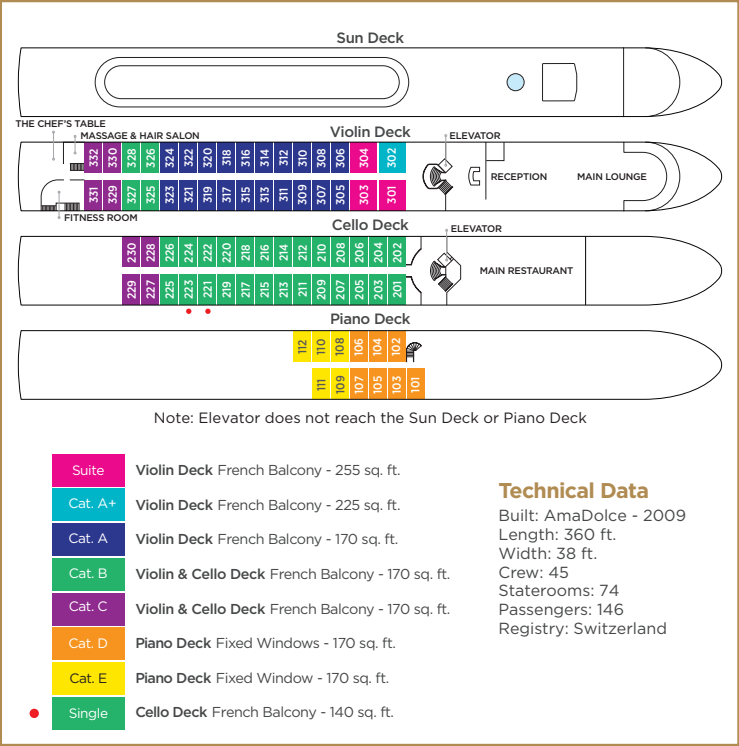 Sun Deck
THE CHEF'S TABLE
MASSAGE & HAIR SALON
Violin Deck
ELEVATOR
332 330 328 326 324 322 320 318 316 314 312 310 308 306 304 302
RECEPTION
MAIN LOUNGE
331 329 327 325 323 321 319 317 315 313 311 309 307 305 303 301
FITNESS ROOM
Cello Deck
ELEVATOR
230 228 226 224 222 220 218 216 214 212 210 208 206 204 202
MAIN RESTAURANT
229 227 225 223 221 219 217 215 213 211 209 207 205 203 201
Piano Deck
112 110 108 106 104 102
111 109 107 105 103 101
Note: Elevator does not reach the Sun Deck or Piano Deck
Suite Violin Deck French Balcony - 255 sq. ft.
Cat. A+ Violin Deck French Balcony - 225 sq. ft.
Cat. A Violin Deck French Balcony - 170 sq. ft.
Cat. B Violin & Cello Deck French Balcony - 170 sq. ft.
Cat. C Violin & Cello Deck French Balcony - 170 sq. ft.
Cat. D Piano Deck Fixed Windows - 170 sq. ft.
Cat. E Piano Deck Fixed Window - 170 sq. ft.
Single Cello Deck French Balcony - 140 sq. ft.
Technical Data
Built: AmaDolce - 2009
Length: 360 ft.
Width: 38 ft.
Crew: 45
Staterooms: 74
Passengers: 146
Registry: Switzerland